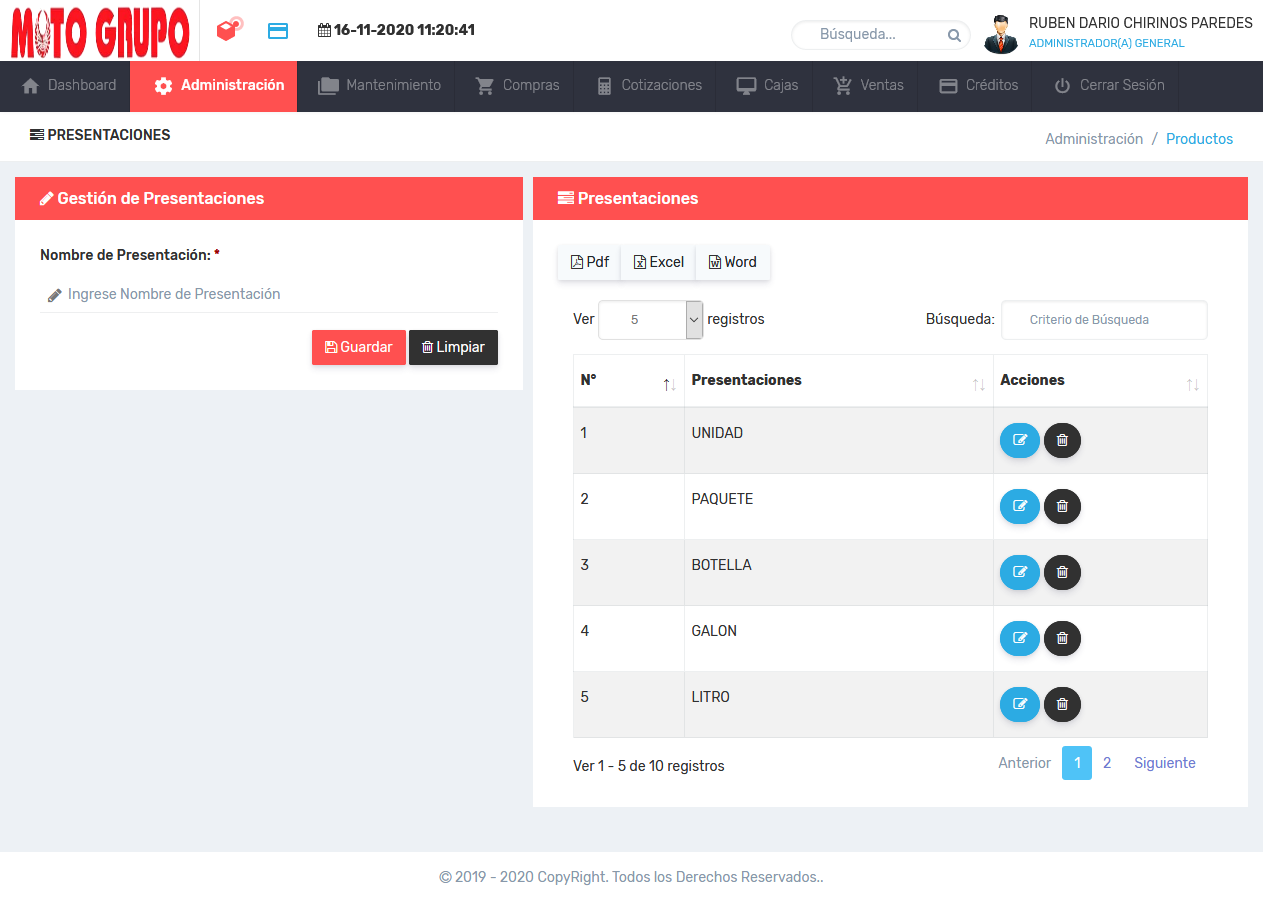 MOTO GRUPO
16-11-2020 11:20:41
Búsqueda...
RUBEN DARIO CHIRINOS PAREDES
ADMINISTRADOR(A) GENERAL
Dashboard
Administración
Mantenimiento
Compras
Cotizaciones
Cajas
Ventas
Créditos
Cerrar Sesión
PRESENTACIONES
Administración / Productos
Gestión de Presentaciones
Nombre de Presentación: *
Ingrese Nombre de Presentación
Guardar
Limpiar
Presentaciones
Pdf
Excel
Word
Ver 5 registros
Búsqueda: Criterio de Búsqueda
N° Presentaciones Acciones
1 UNIDAD
2 PAQUETE
3 BOTELLA
4 GALON
5 LITRO
Ver 1 - 5 de 10 registros
Anterior 1 2 Siguiente
© 2019 - 2020 CopyRight. Todos los Derechos Reservados..